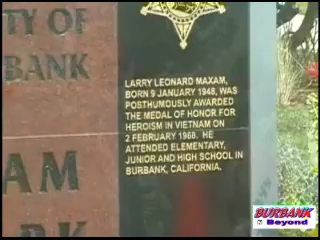 TY OF
BANK
AM
RK
LARRY LEONARD MAXAM,
BORN 9 JANUARY 1948, WAS
POSTHUMOUSLY AWARDED
THE MEDAL OF HONOR FOR
HEROISM IN VIETNAM ON
2 FEBRUARY 1968. HE
ATTENDED ELEMENTARY,
JUNIOR AND HIGH SCHOOL IN
BURBANK, CALIFORNIA.
BURBANK
N Beyond